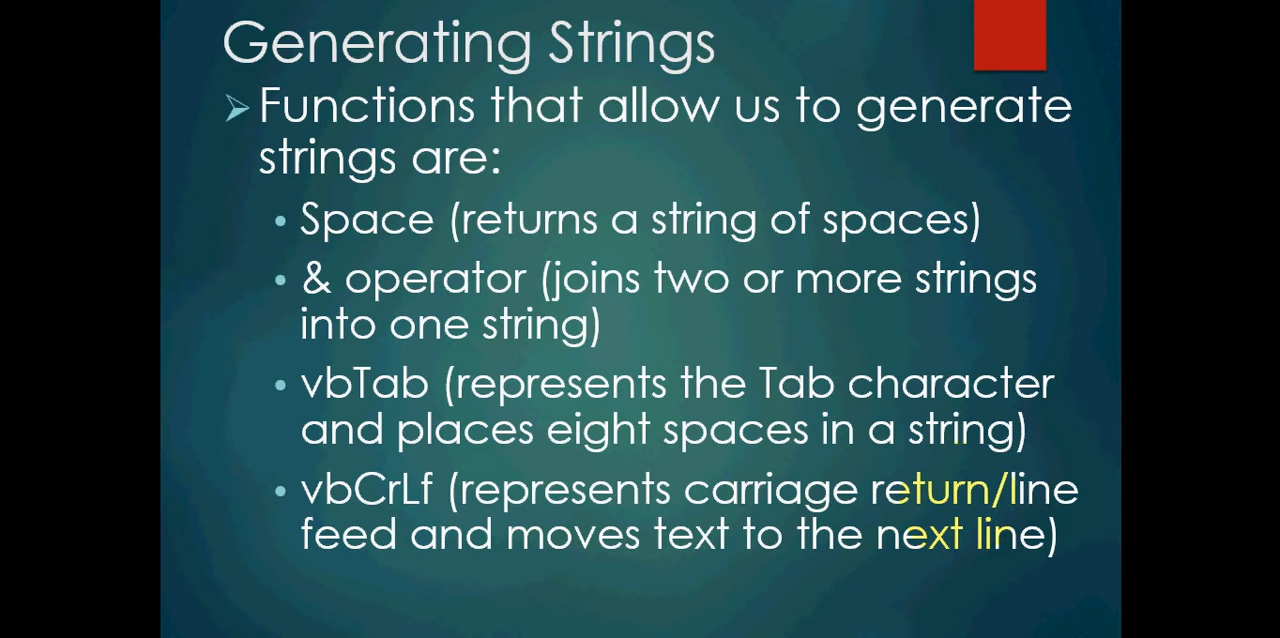 Generating Strings
Functions that allow us to generate
strings are:
Space (returns a string of spaces)
& operator (joins two or more strings
into one string)
vbTab (represents the Tab character
and places eight spaces in a string)
vbCrLf (represents carriage return/line
feed and moves text to the next line)